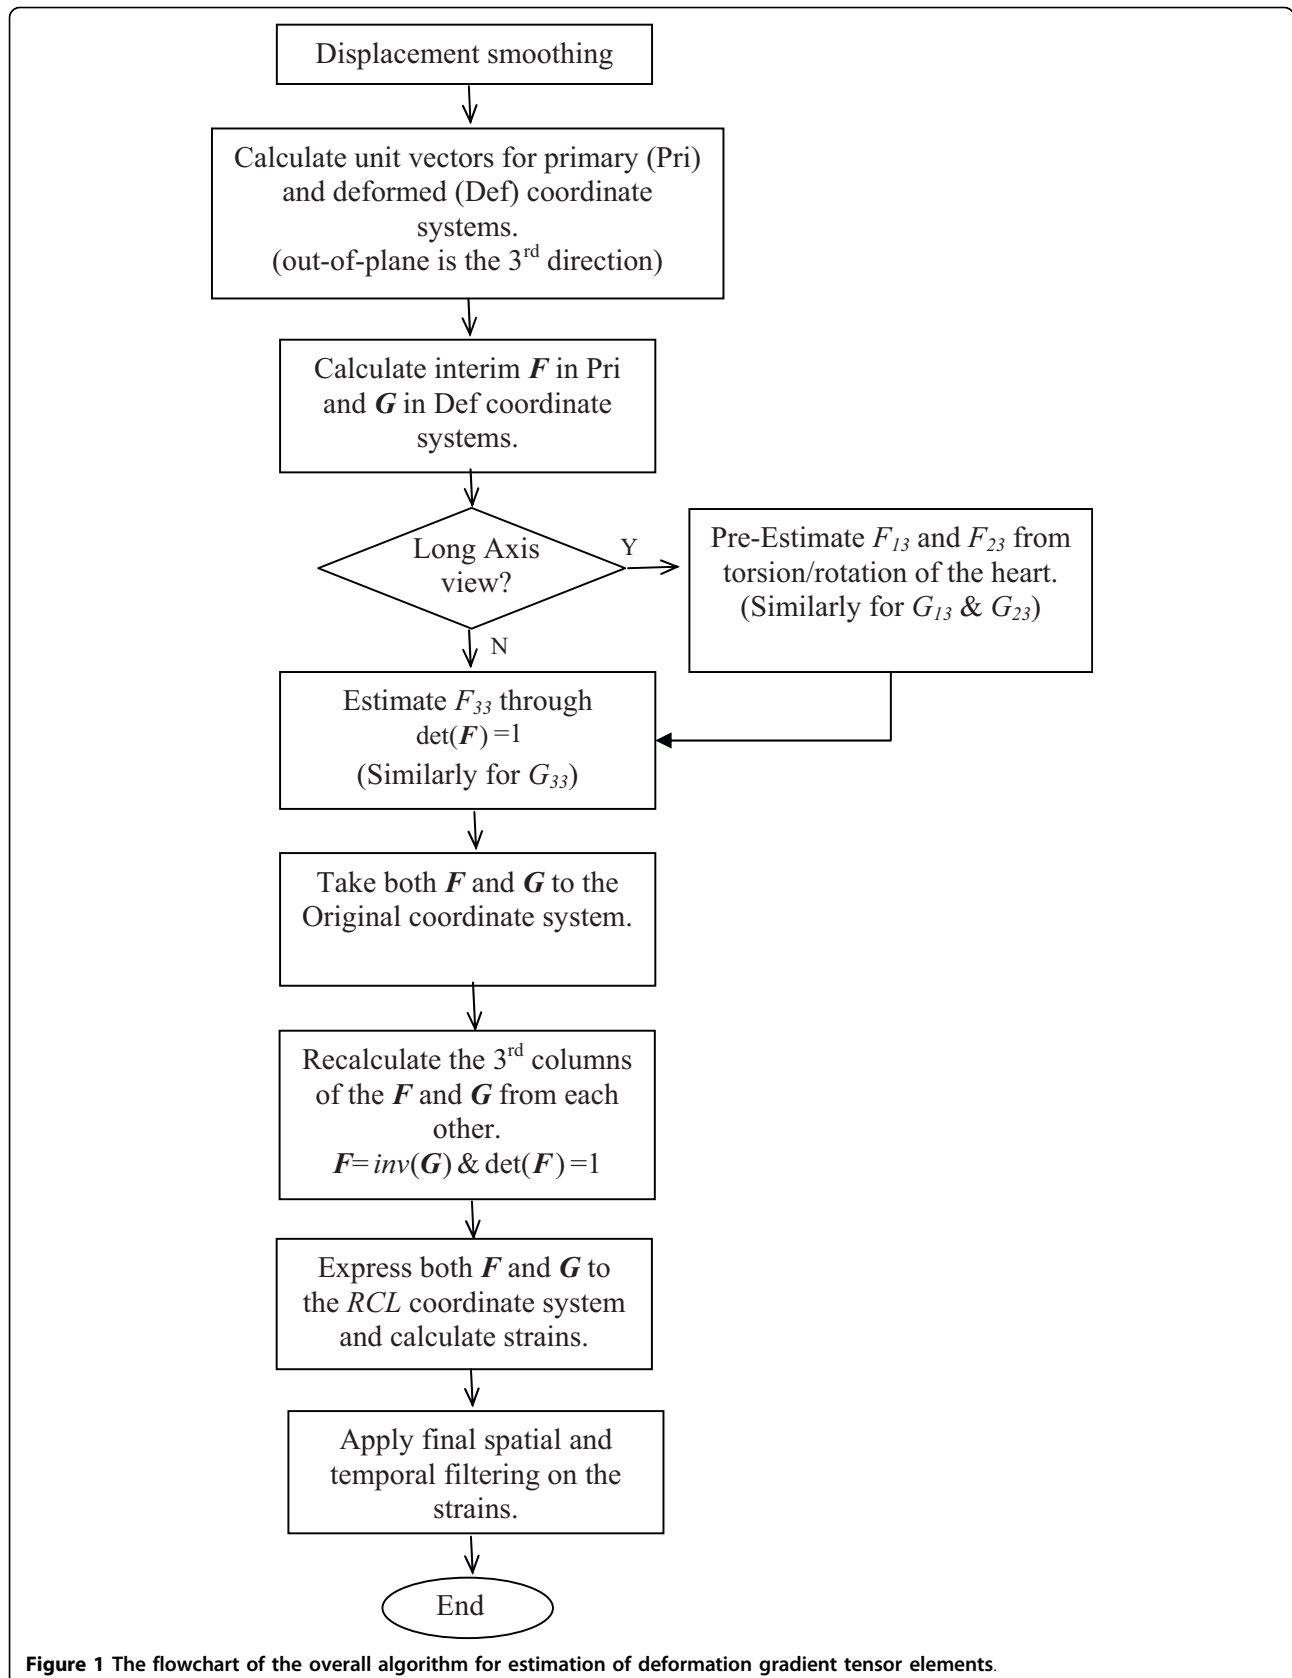 Displacement smoothing
Calculate unit vectors for primary (Pri)
and deformed (Def) coordinate
systems.
(out-of-plane is the 3rd direction)
Calculate interim F in Pri
and G in Def coordinate
systems.
Long Axis
view?
Y
Pre-Estimate F13 and F23 from
torsion/rotation of the heart.
(Similarly for G13 & G23)
N
Estimate F33 through
det(F)=1
(Similarly for G33)
Take both F and G to the
Original coordinate system.
Recalculate the 3rd columns
of the F and G from each
other.
F=inv(G) & det(F)=1
Express both F and G to
the RCL coordinate system
and calculate strains.
Apply final spatial and
temporal filtering on the
strains.
End
Figure 1 The flowchart of the overall algorithm for estimation of deformation gradient tensor elements.